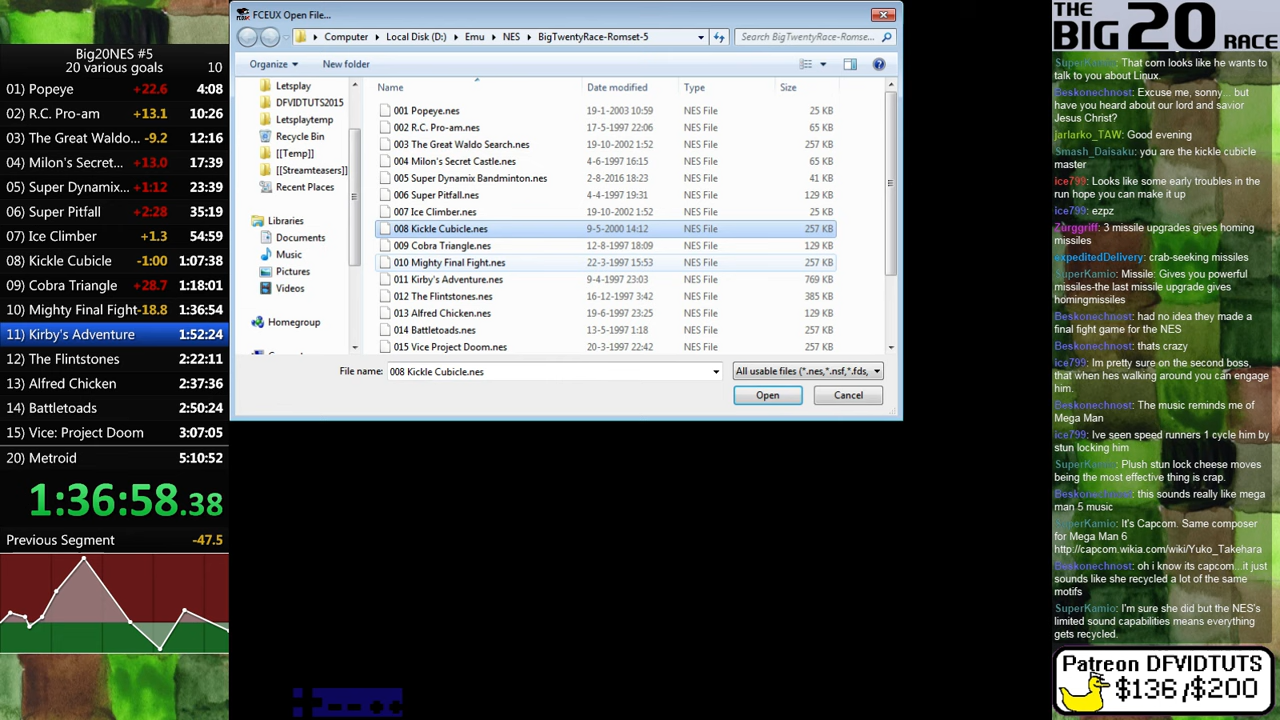 Big20NES #5
20 various goals 10
01) Popeye +22.6 4:08
02) R.C. Pro-am +13.1 10:26
03) The Great Waldo... -9.2 12:16
04) Milon's Secret... +13.0 17:39
05) Super Dynamix... +1:12 23:39
06) Super Pitfall +2:28 35:19
07) Ice Climber +1.3 54:59
08) Kickle Cubicle -1:00 1:07:38
09) Cobra Triangle +28.7 1:18:01
10) Mighty Final Fight -18.8 1:36:54
11) Kirby's Adventure 1:52:24
12) The Flintstones 2:22:11
13) Alfred Chicken 2:37:36
14) Battletoads 2:50:24
15) Vice: Project Doom 3:07:05
20) Metroid 5:10:52
1:36:58.38
Previous Segment -47.5
FCEUX Open File...
Computer Local Disk (D:) Emu NES BigTwentyRace-Romset-5
Search BigTwentyRace-Romse...
Organize New folder
Letsplay
DFVIDTUTS2015
Letsplaytemp
Recycle Bin
[[Temp]]
[[Streamteasers]]
Recent Places
Libraries
Documents
Music
Pictures
Videos
Homegroup
Name Date modified Type Size
001 Popeye.nes 19-1-2003 10:59 NES File 25 KB
002 R.C. Pro-am.nes 17-5-1997 22:06 NES File 65 KB
003 The Great Waldo Search.nes 19-10-2002 1:52 NES File 257 KB
004 Milon's Secret Castle.nes 4-6-1997 16:15 NES File 65 KB
005 Super Dynamix Bandminton.nes 2-8-2016 18:23 NES File 41 KB
006 Super Pitfall.nes 4-4-1997 19:31 NES File 129 KB
007 Ice Climber.nes 19-10-2002 1:52 NES File 25 KB
008 Kickle Cubicle.nes 9-5-2000 14:12 NES File 257 KB
009 Cobra Triangle.nes 12-8-1997 18:09 NES File 129 KB
010 Mighty Final Fight.nes 22-3-1997 15:53 NES File 257 KB
011 Kirby's Adventure.nes 9-4-1997 23:03 NES File 769 KB
012 The Flintstones.nes 16-12-1997 3:42 NES File 385 KB
013 Alfred Chicken.nes 19-6-1997 23:25 NES File 129 KB
014 Battletoads.nes 13-5-1997 1:18 NES File 257 KB
015 Vice Project Doom.nes 20-3-1997 22:42 NES File 257 KB
File name: 008 Kickle Cubicle.nes
All usable files (*.nes,*.nsf,*.fds,
Open Cancel
THE
BIG 20 RACE
SuperKamio: That corn looks like he wants to
talk to you about Linux.
Beskonechnost: Excuse me, sonny... but
have you heard about our lord and savior
Jesus Christ?
jarlarko_TAW: Good evening
Smash_Daisaku: you are the kickle cubicle
master
ice799: Looks like some early troubles in the
run hope you can make it up
ice799: ezpz
Zurggriff: 3 missile upgrades gives homing
missiles
expeditedDelivery: crab-seeking missiles
SuperKamio: Missile: Gives you powerful
missiles-the last missile upgrade gives
homingmissiles
Beskonechnost: had no idea they made a
final fight game for the NES
Beskonechnost: thats crazy
ice799: Im pretty sure on the second boss,
that when hes walking around you can engage
him.
Beskonechnost: The music reminds me of
Mega Man
ice799: Ive seen speed runners 1 cycle him by
stun locking him
SuperKamio: Plush stun lock cheese moves
being the most effective thing is crap.
Beskonechnost: this sounds really like mega
man 5 music
SuperKamio: It's Capcom. Same composer
for Mega Man 6
http://capcom.wikia.com/wiki/Yuko_Takehara
Beskonechnost: oh i know its capcom...it just
sounds like she recycled a lot of the same
motifs
SuperKamio: I'm sure she did but the NES's
limited sound capabilities means everything
gets recycled.
Patreon DFVIDTUTS
$136/$200